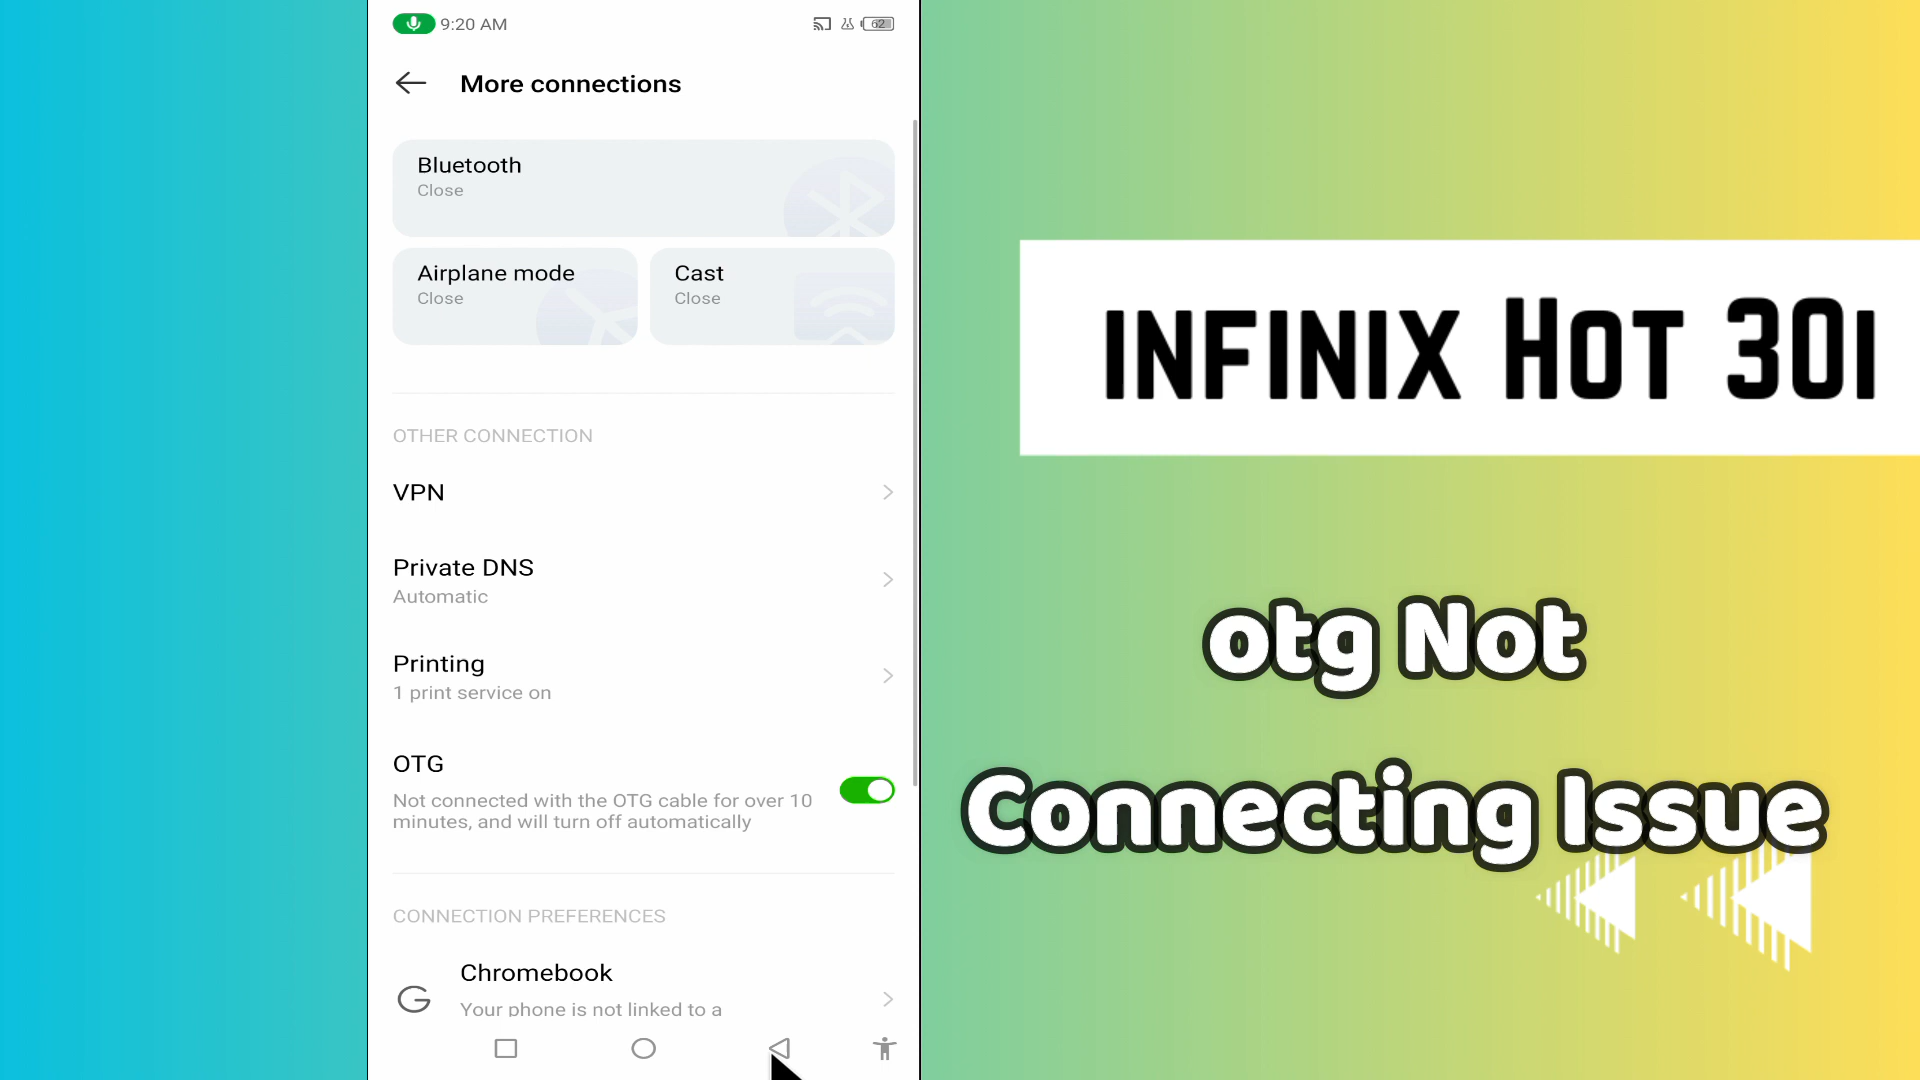 9:20 AM
62
More connections
Bluetooth
Close
Airplane mode
Close
Cast
Close
OTHER CONNECTION
VPN
Private DNS
Automatic
Printing
1 print service on
OTG
Not connected with the OTG cable for over 10
minutes, and will turn off automatically
CONNECTION PREFERENCES
Chromebook
Your phone is not linked to a
INFINIX HOT 30I
otg Not
Connecting Issue